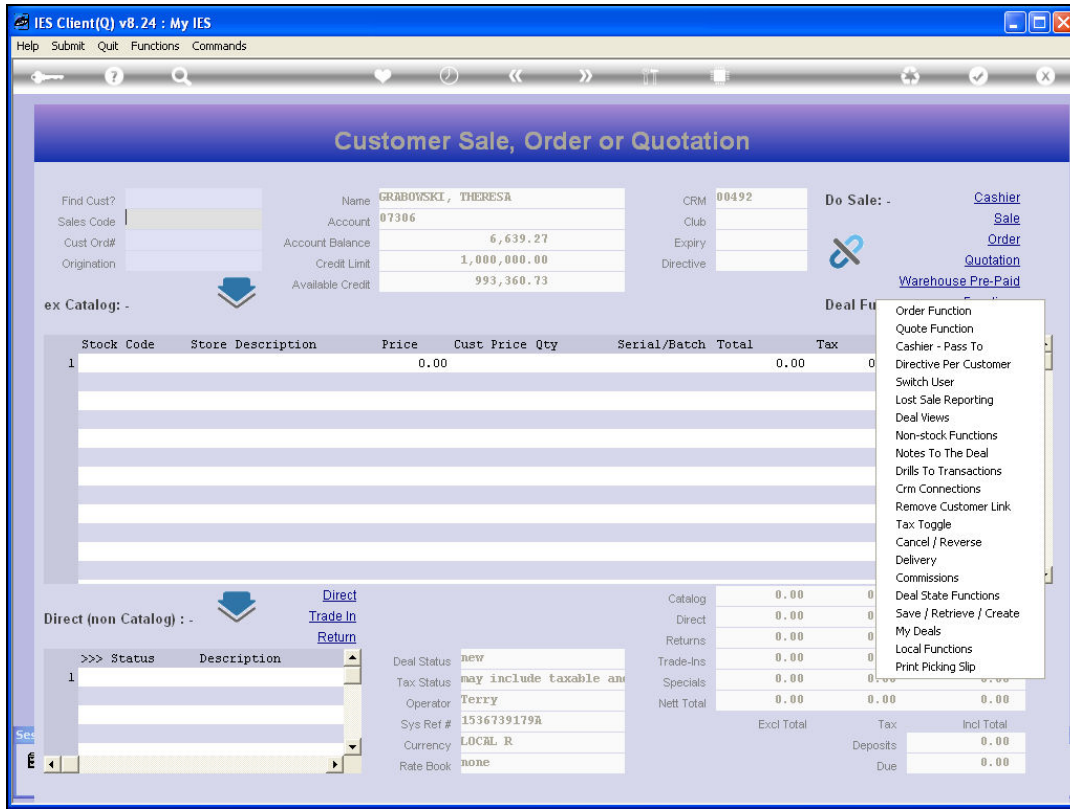 IES Client(Q) v8.24 : My IES
Help Submit Quit Functions Commands
Customer Sale, Order or Quotation
Find Cust? Name GRABOWSKI, THERESA CRM 00492 Do Sale: - Cashier
Sales Code Account 07306 Club Sale
Cust Ord# Account Balance 6,639.27 Expiry Order
Origination Credit Limit 1,000,000.00 Directive Quotation
Available Credit 993,360.73 Warehouse Pre-Paid
ex Catalog: - Deal Fu
Stock Code Store Description Price Cust Price Qty Serial/Batch Total Tax
1 0.00 0.00 0
Order Function
Quote Function
Cashier - Pass To
Directive Per Customer
Switch User
Lost Sale Reporting
Deal Views
Non-stock Functions
Notes To The Deal
Drills To Transactions
Crm Connections
Remove Customer Link
Tax Toggle
Cancel / Reverse
Delivery
Commissions
Deal State Functions
Save / Retrieve / Create
My Deals
Local Functions
Print Picking Slip
Direct (non Catalog) : -
Direct
Trade In
Return
>>> Status Description
1
Deal Status new
Tax Status may include taxable an
Operator Terry
Sys Ref # 1536739179A
Currency LOCAL R
Rate Book none
Catalog 0.00 0
Direct 0.00 0
Returns 0.00 0
Trade-Ins 0.00 0
Specials 0.00
Nett Total 0.00 0.00 0.00
Excl Total Tax Incl Total
Deposits 0.00
Due 0.00
Ses